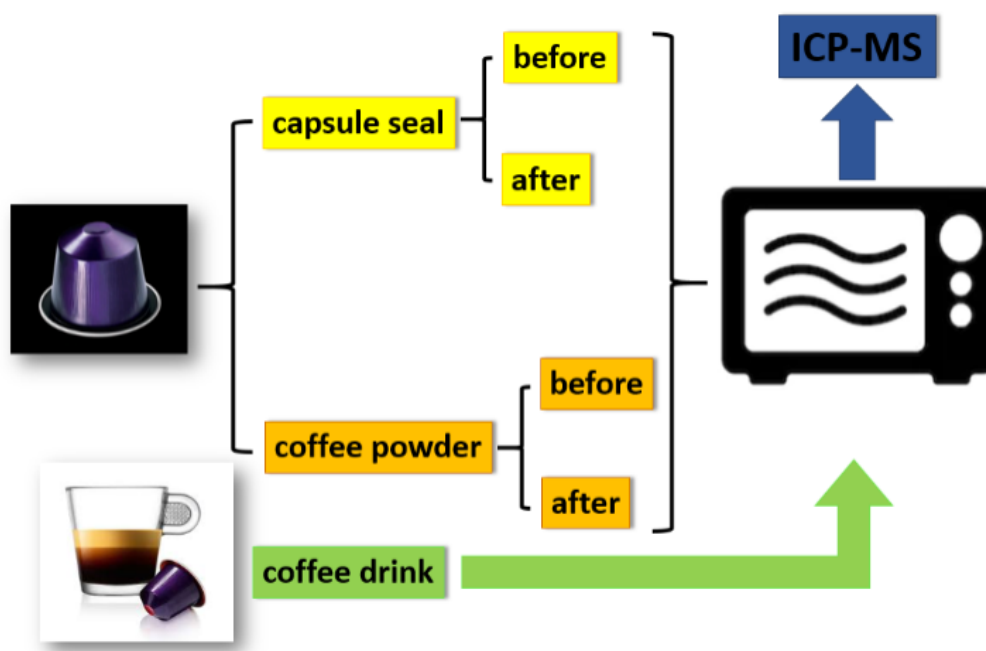 ICP-MS
before
capsule seal
after
before
coffee powder
after
coffee drink